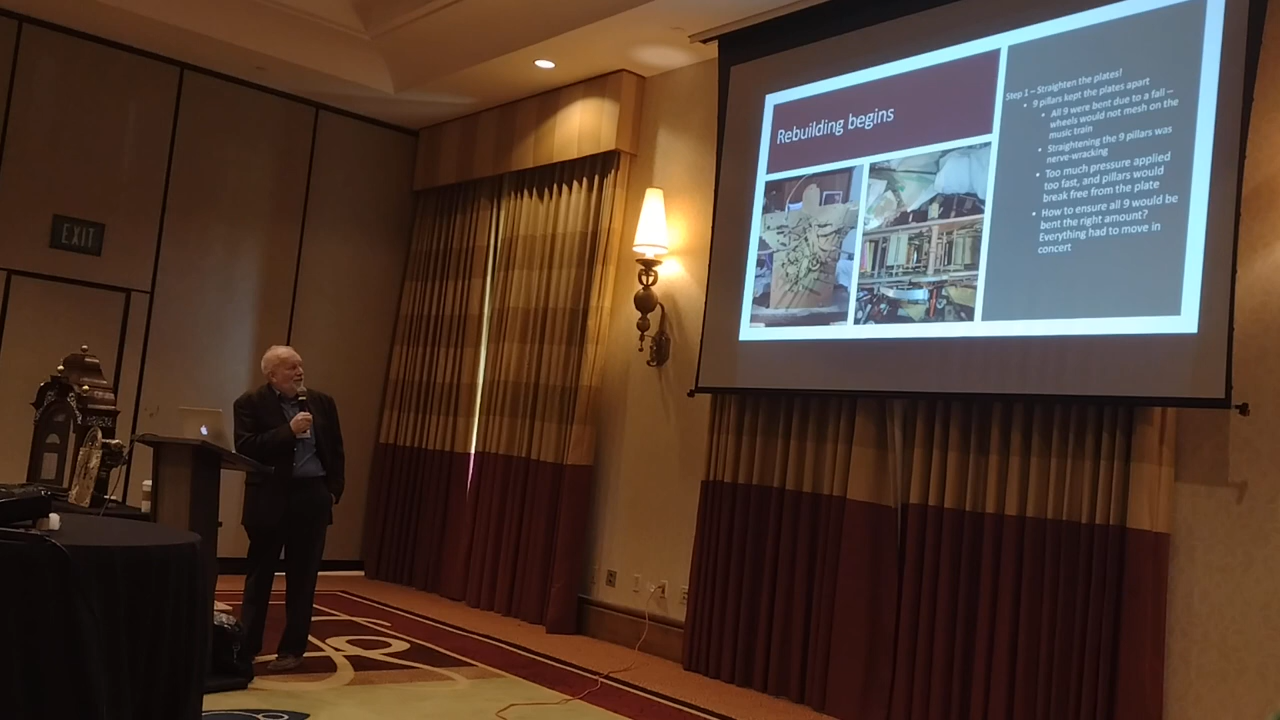 EXIT
Rebuilding begins
Step 1 – Straighten the plates!
• 9 pillars kept the plates apart
• All 9 were bent due to a fall –
wheels would not mesh on the
music train
• Straightening the 9 pillars was
nerve-wracking
• Too much pressure applied
too fast, and pillars would
break free from the plate
• How to ensure all 9 would be
bent the right amount?
Everything had to move in
concert